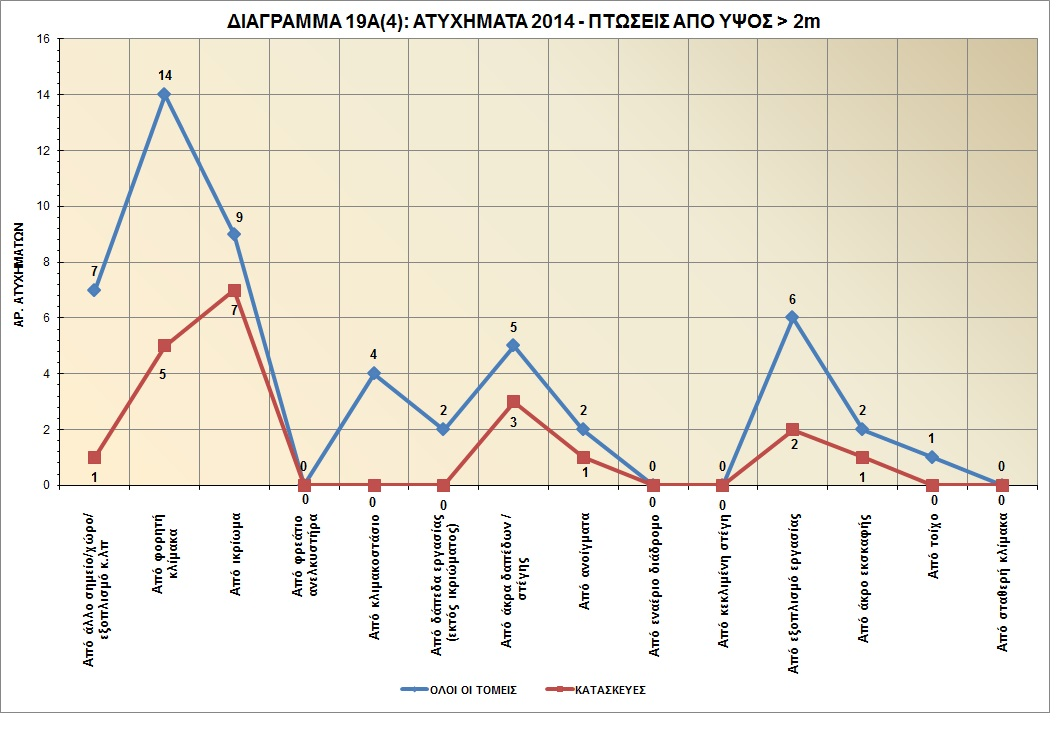 ΔΙΑΓΡΑΜΜΑ 19Α(4): ΑΤΥΧΗΜΑΤΑ 2014 - ΠΤΩΣΕΙΣ ΑΠΟ ΥΨΟΣ > 2m
ΑΡ. ΑΤΥΧΗΜΑΤΩΝ
16
14
12
10
8
6
4
2
0
7
14
9
0
4
2
5
2
0
0
6
2
1
0
1
5
7
0
0
0
3
1
0
0
2
1
0
0
Από άλλο σημείο/χώρο/
εξοπλισμό κ.λπ
Από φορητή
κλίμακα
Από ικρίωμα
Από φρεάτιο
ανελκυστήρα
Από κλιμακοστάσιο
Από δάπεδα εργασίας
(εκτός ικριώματος)
Από άκρα δαπέδων /
στέγης
Από ανοίγματα
Από εναέριο διάδρομο
Από κεκλιμένη στέγη
Από εξοπλισμό εργασίας
Από άκρο εκσκαφής
Από τοίχο
Από σταθερή κλίμακα
ΟΛΟΙ ΟΙ ΤΟΜΕΙΣ
ΚΑΤΑΣΚΕΥΕΣ